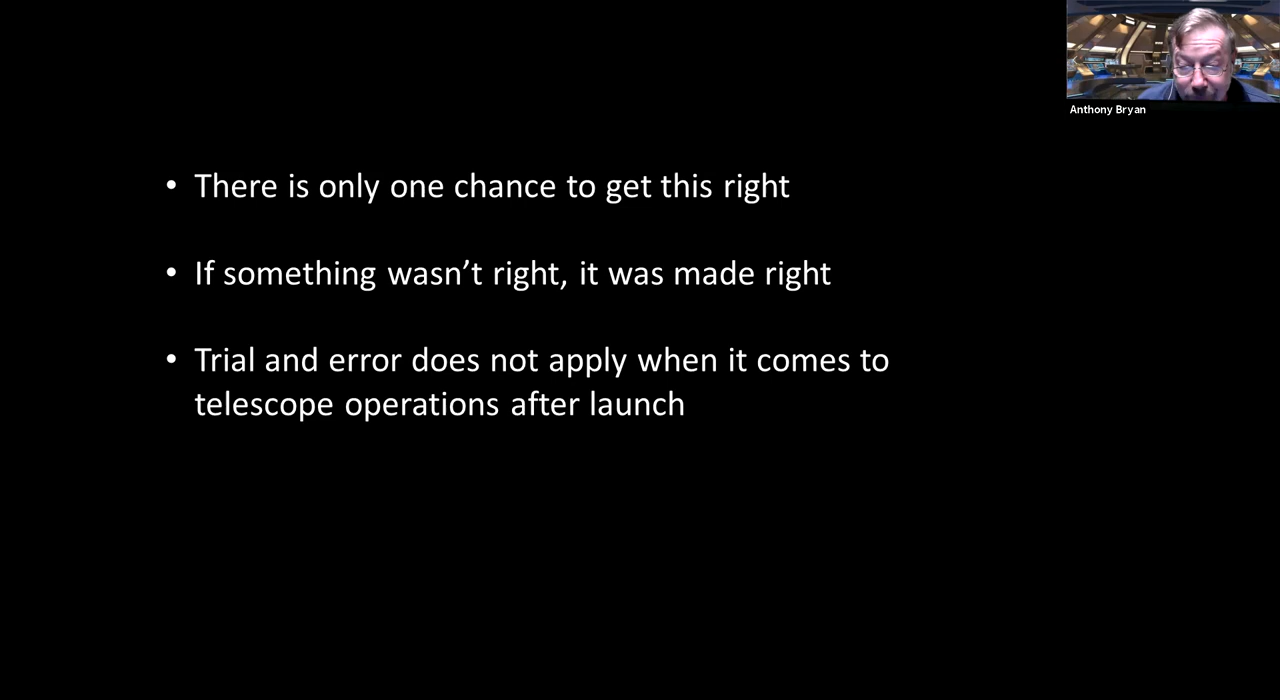 Anthony Bryan
• There is only one chance to get this right
• If something wasn’t right, it was made right
• Trial and error does not apply when it comes to
telescope operations after launch